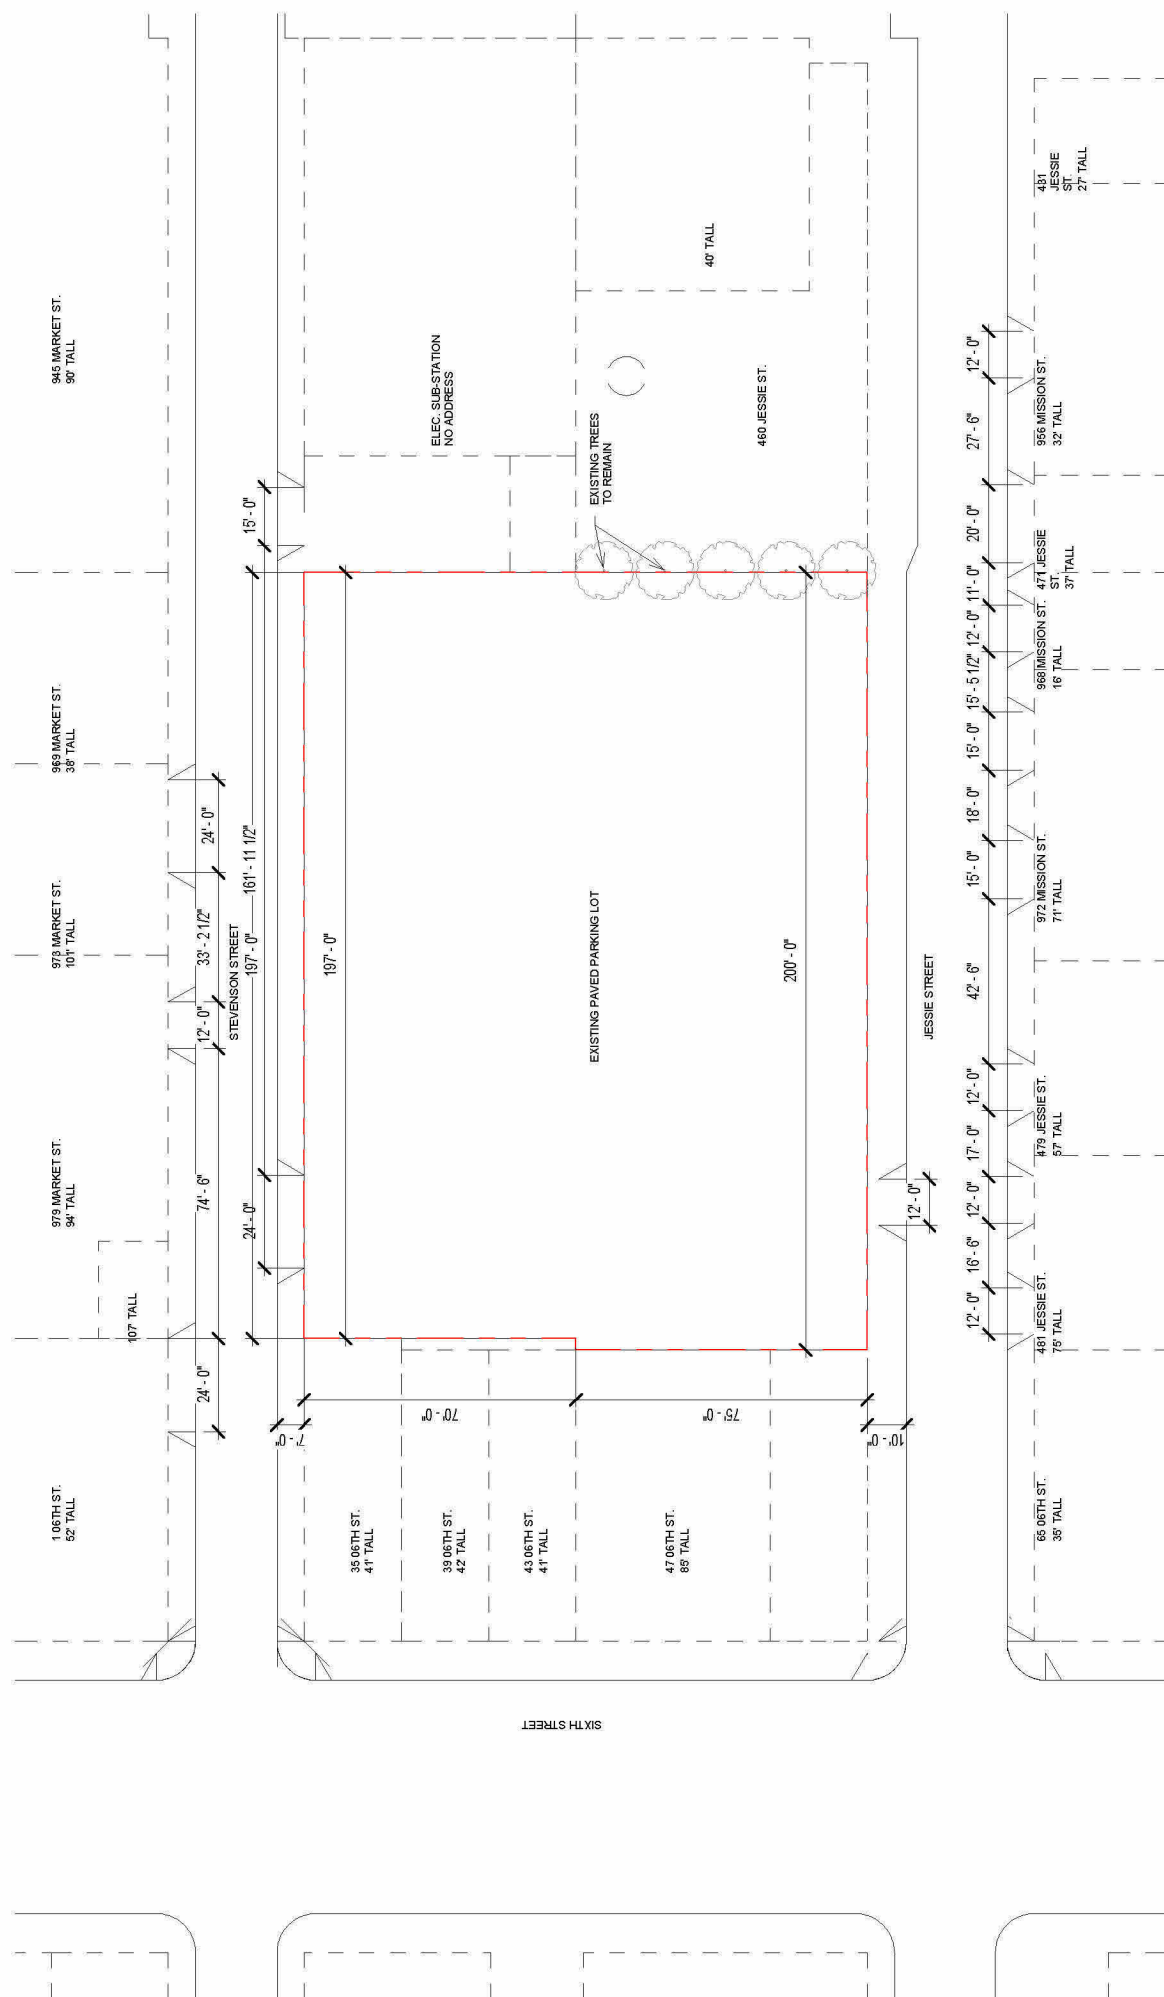 945 MARKET ST.
90' TALL
969 MARKET ST.
38' TALL
973 MARKET ST.
101' TALL
979 MARKET ST.
94' TALL
107' TALL
1 06TH ST.
52' TALL
24' - 0"
33' - 2 1/2"
12' - 0"
74' - 6"
24' - 0"
STEVENSON STREET
15' - 0"
161' - 11 1/2"
197' - 0"
24' - 0"
197' - 0"
ELEC. SUB-STATION
NO ADDRESS
40' TALL
460 JESSIE ST.
EXISTING TREES
TO REMAIN
EXISTING PAVED PARKING LOT
200' - 0"
7' - 0"
70' - 0"
75' - 0"
10' - 0"
35 06TH ST.
41' TALL
39 06TH ST.
42' TALL
43 06TH ST.
41' TALL
47 06TH ST.
85' TALL
JESSIE STREET
12' - 0"
12' - 0"
27' - 6"
20' - 0"
11' - 0"
12' - 0"
15' - 5 1/2"
15' - 0"
18' - 0"
15' - 0"
42' - 6"
12' - 0"
17' - 0"
12' - 0"
16' - 6"
12' - 0"
431
JESSIE
ST.
27' TALL
956 MISSION ST.
32' TALL
471 JESSIE
ST.
37' TALL
968 MISSION ST.
16' TALL
972 MISSION ST.
71' TALL
479 JESSIE ST.
57' TALL
481 JESSIE ST.
75' TALL
65 06TH ST.
35' TALL
SIXTH STREET